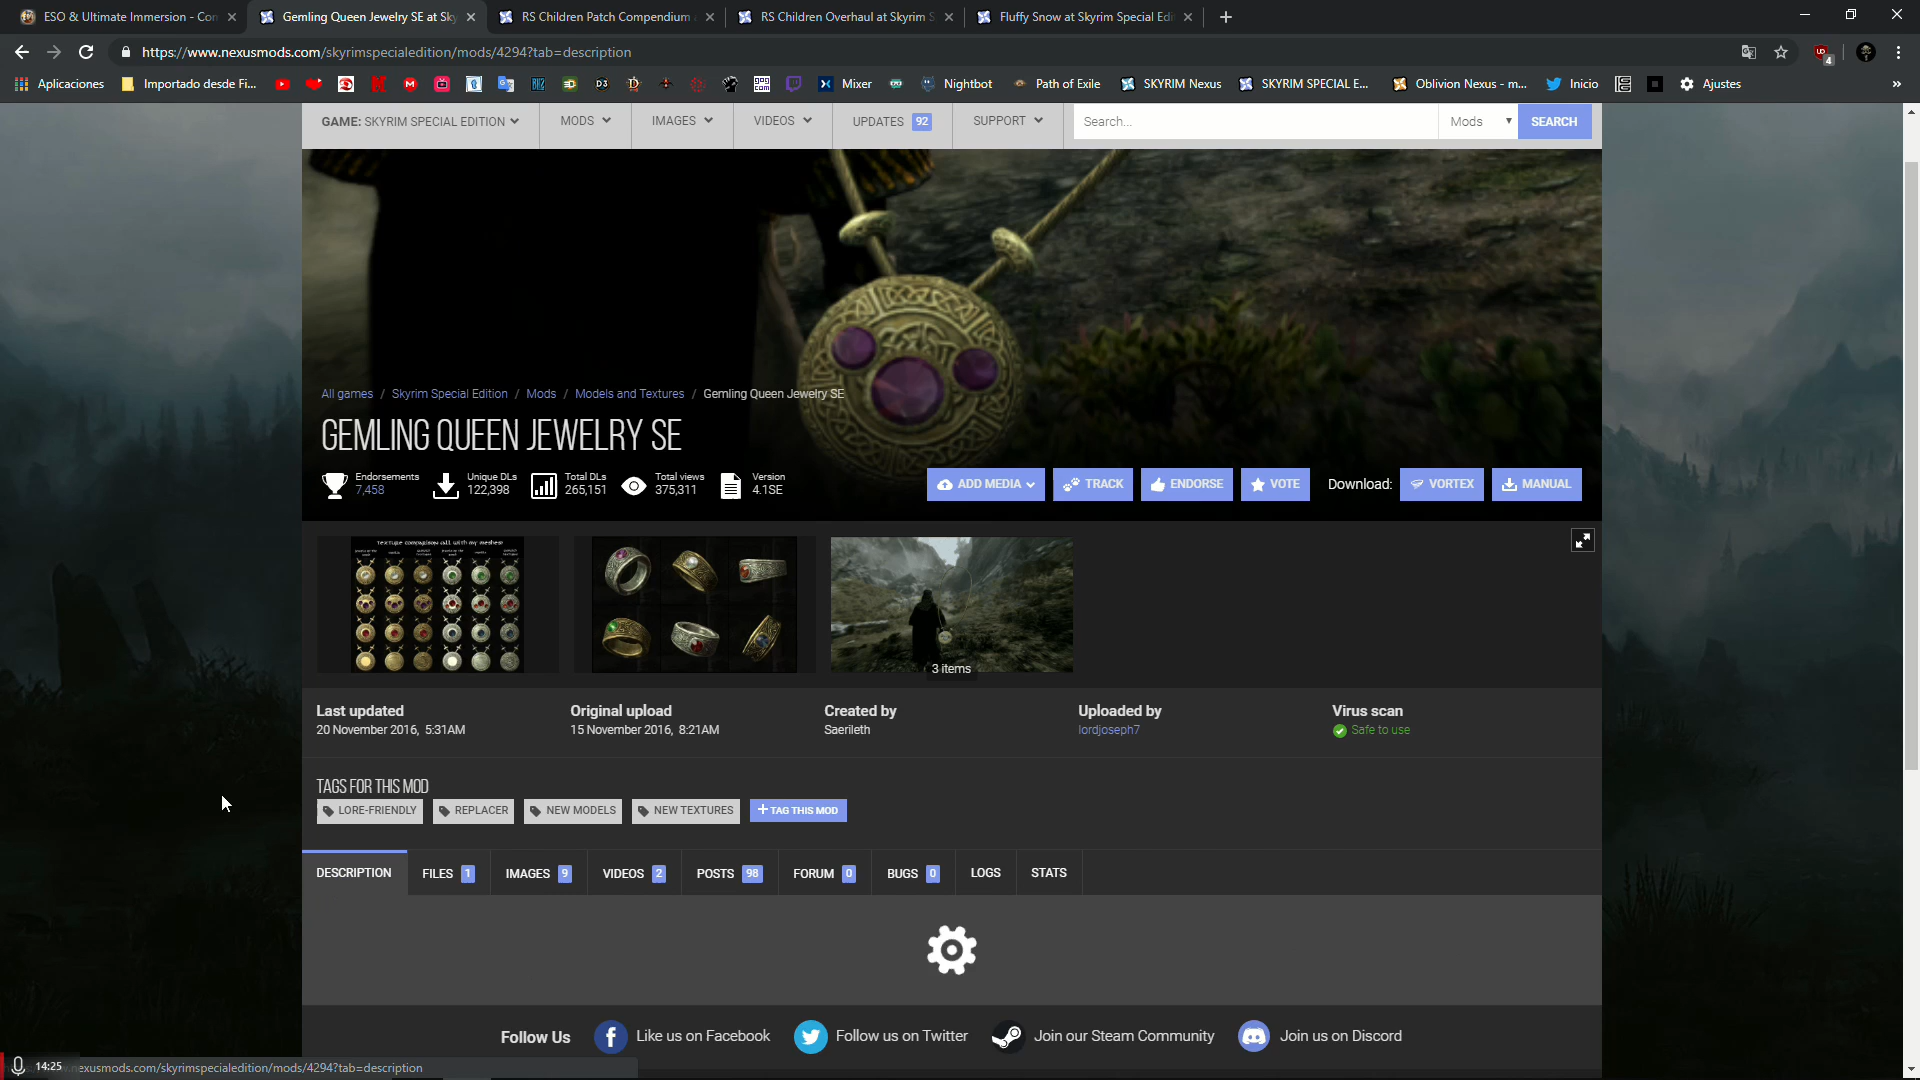 ESO & Ultimate Immersion - Con
Gemling Queen Jewelry SE at Sky
RS Children Patch Compendium
RS Children Overhaul at Skyrim S
Fluffy Snow at Skyrim Special Edi
https://www.nexusmods.com/skyrimspecialedition/mods/4294?tab=description
4
Aplicaciones
Importado desde Fi...
Mixer
Nightbot
Path of Exile
SKYRIM Nexus
SKYRIM SPECIAL E...
Oblivion Nexus - m...
Inicio
Ajustes
»
GAME: SKYRIM SPECIAL EDITION
MODS
IMAGES
VIDEOS
UPDATES 92
SUPPORT
Search...
Mods
SEARCH
All games / Skyrim Special Edition / Mods / Models and Textures / Gemling Queen Jewelry SE
GEMLING QUEEN JEWELRY SE
Endorsements
7,458
Unique DLs
122,398
Total DLs
265,151
Total views
375,311
Version
4.1SE
ADD MEDIA
TRACK
ENDORSE
VOTE
Download:
VORTEX
MANUAL
Texture comparison (all with my meshes)
3 items
Last updated
20 November 2016, 5:31AM
Original upload
15 November 2016, 8:21AM
Created by
Saerileth
Uploaded by
lordjoseph7
Virus scan
Safe to use
TAGS FOR THIS MOD
LORE-FRIENDLY
REPLACER
NEW MODELS
NEW TEXTURES
+ TAG THIS MOD
DESCRIPTION
FILES 1
IMAGES 9
VIDEOS 2
POSTS 98
FORUM 0
BUGS 0
LOGS
STATS
Follow Us
Like us on Facebook
Follow us on Twitter
Join our Steam Community
Join us on Discord
14:25
nexusmods.com/skyrimspecialedition/mods/4294?tab=description